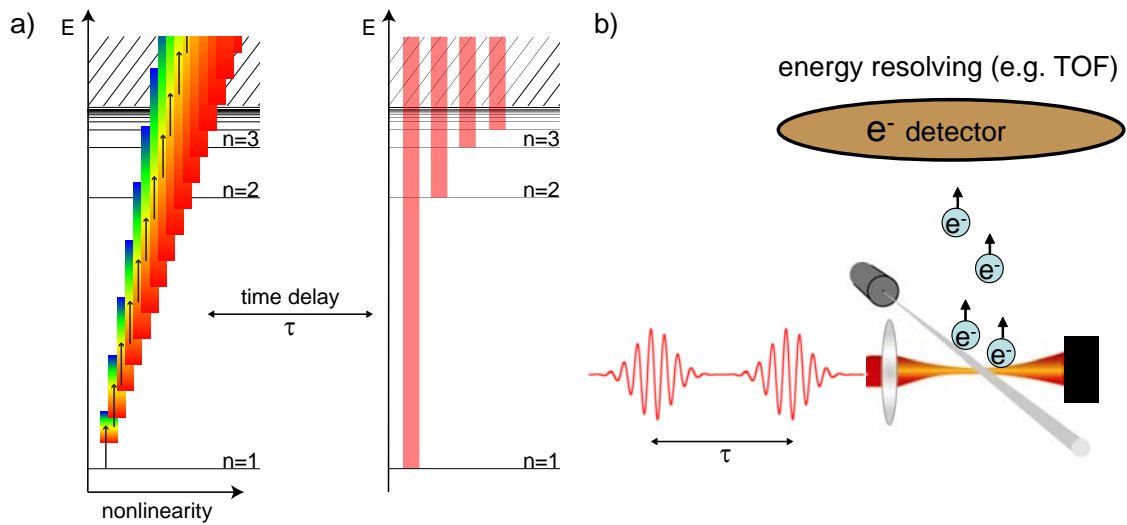 a)
E
n=3
n=2
n=1
nonlinearity
time delay
τ
E
n=3
n=2
n=1
b)
energy resolving (e.g. TOF)
e- detector
e-
e-
e-
e-
τ